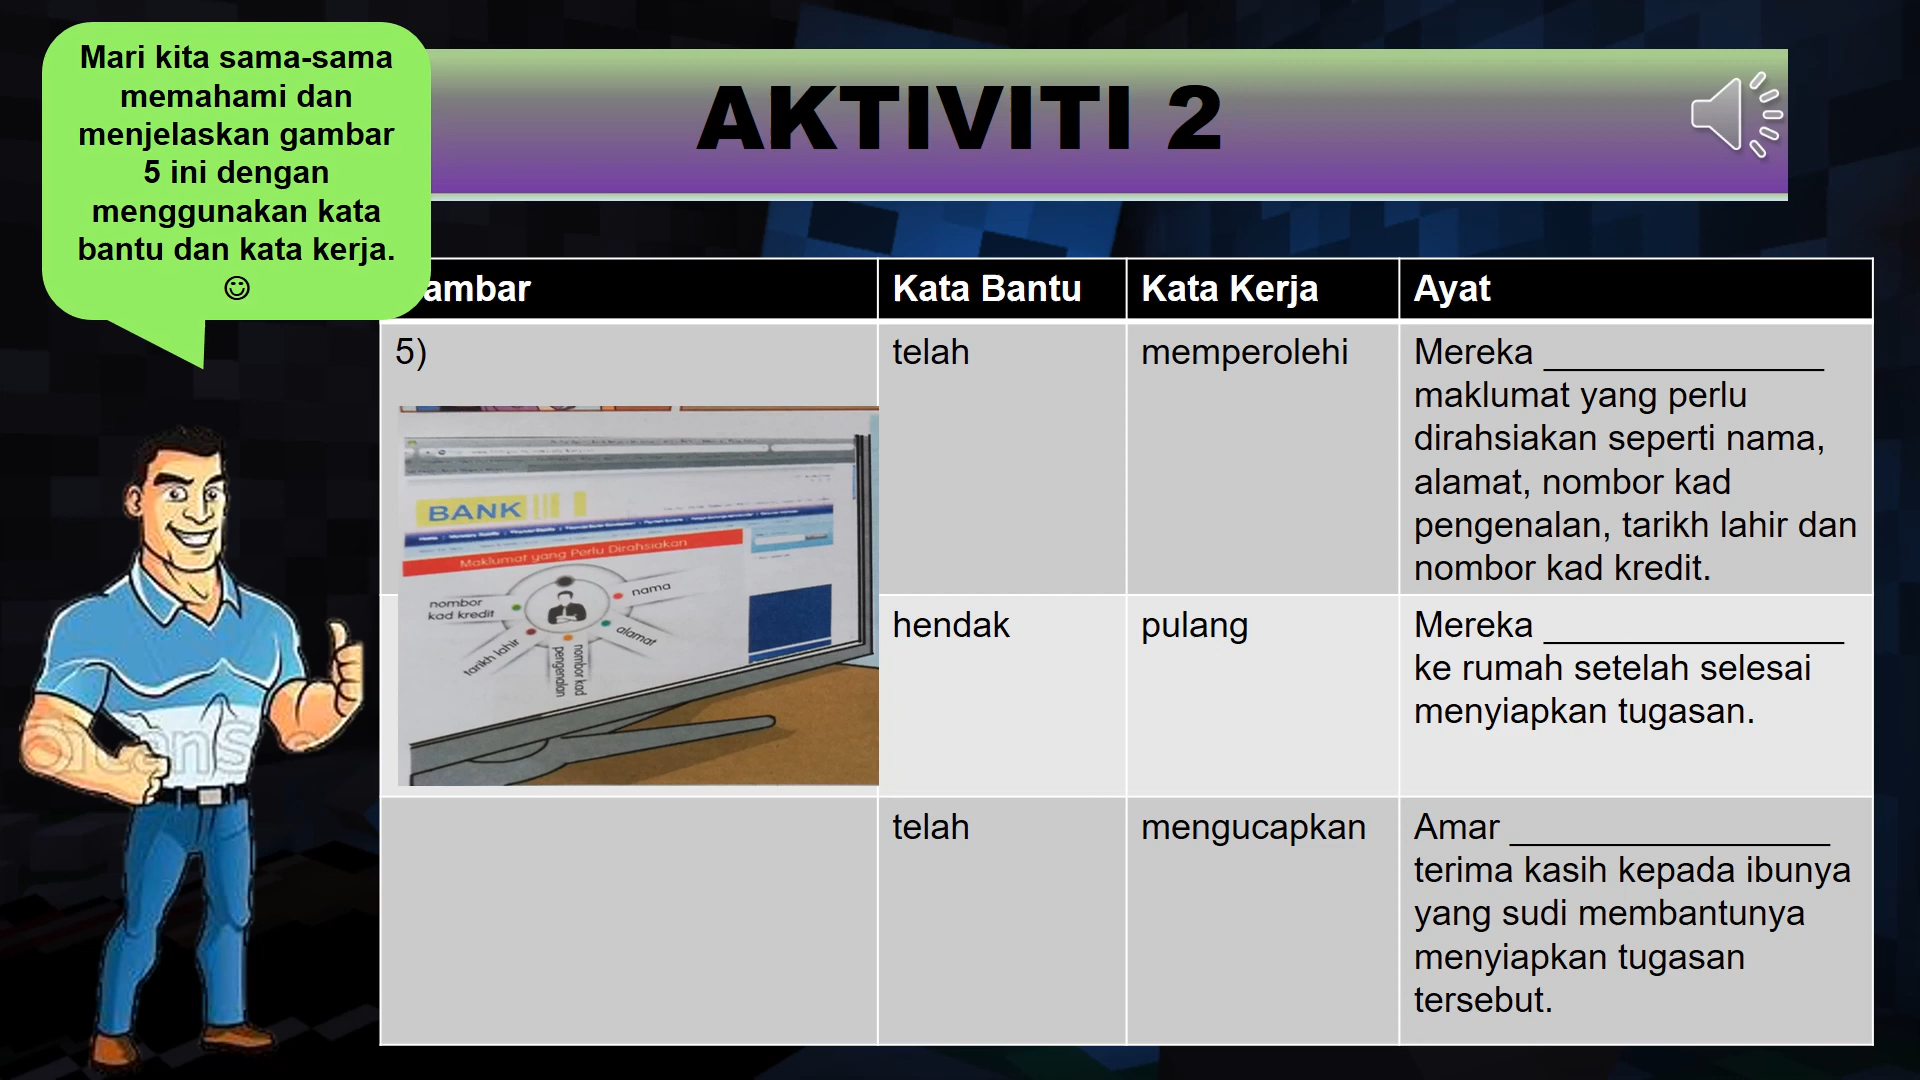 Mari kita sama-sama
memahami dan
menjelaskan gambar
5 ini dengan
menggunakan kata
bantu dan kata kerja.
☺
AKTIVITI 2
ambar
Kata Bantu
Kata Kerja
Ayat
5)
telah
memperolehi
Mereka ______________
maklumat yang perlu
dirahsiakan seperti nama,
alamat, nombor kad
pengenalan, tarikh lahir dan
nombor kad kredit.
BANK
Maklumat yang Perlu Dirahsiakan
nombor
kad kredit
tarikh lahir
nombor kad
pengenalan
alamat
nama
hendak
pulang
Mereka _______________
ke rumah setelah selesai
menyiapkan tugasan.
telah
mengucapkan
Amar ________________
terima kasih kepada ibunya
yang sudi membantunya
menyiapkan tugasan
tersebut.